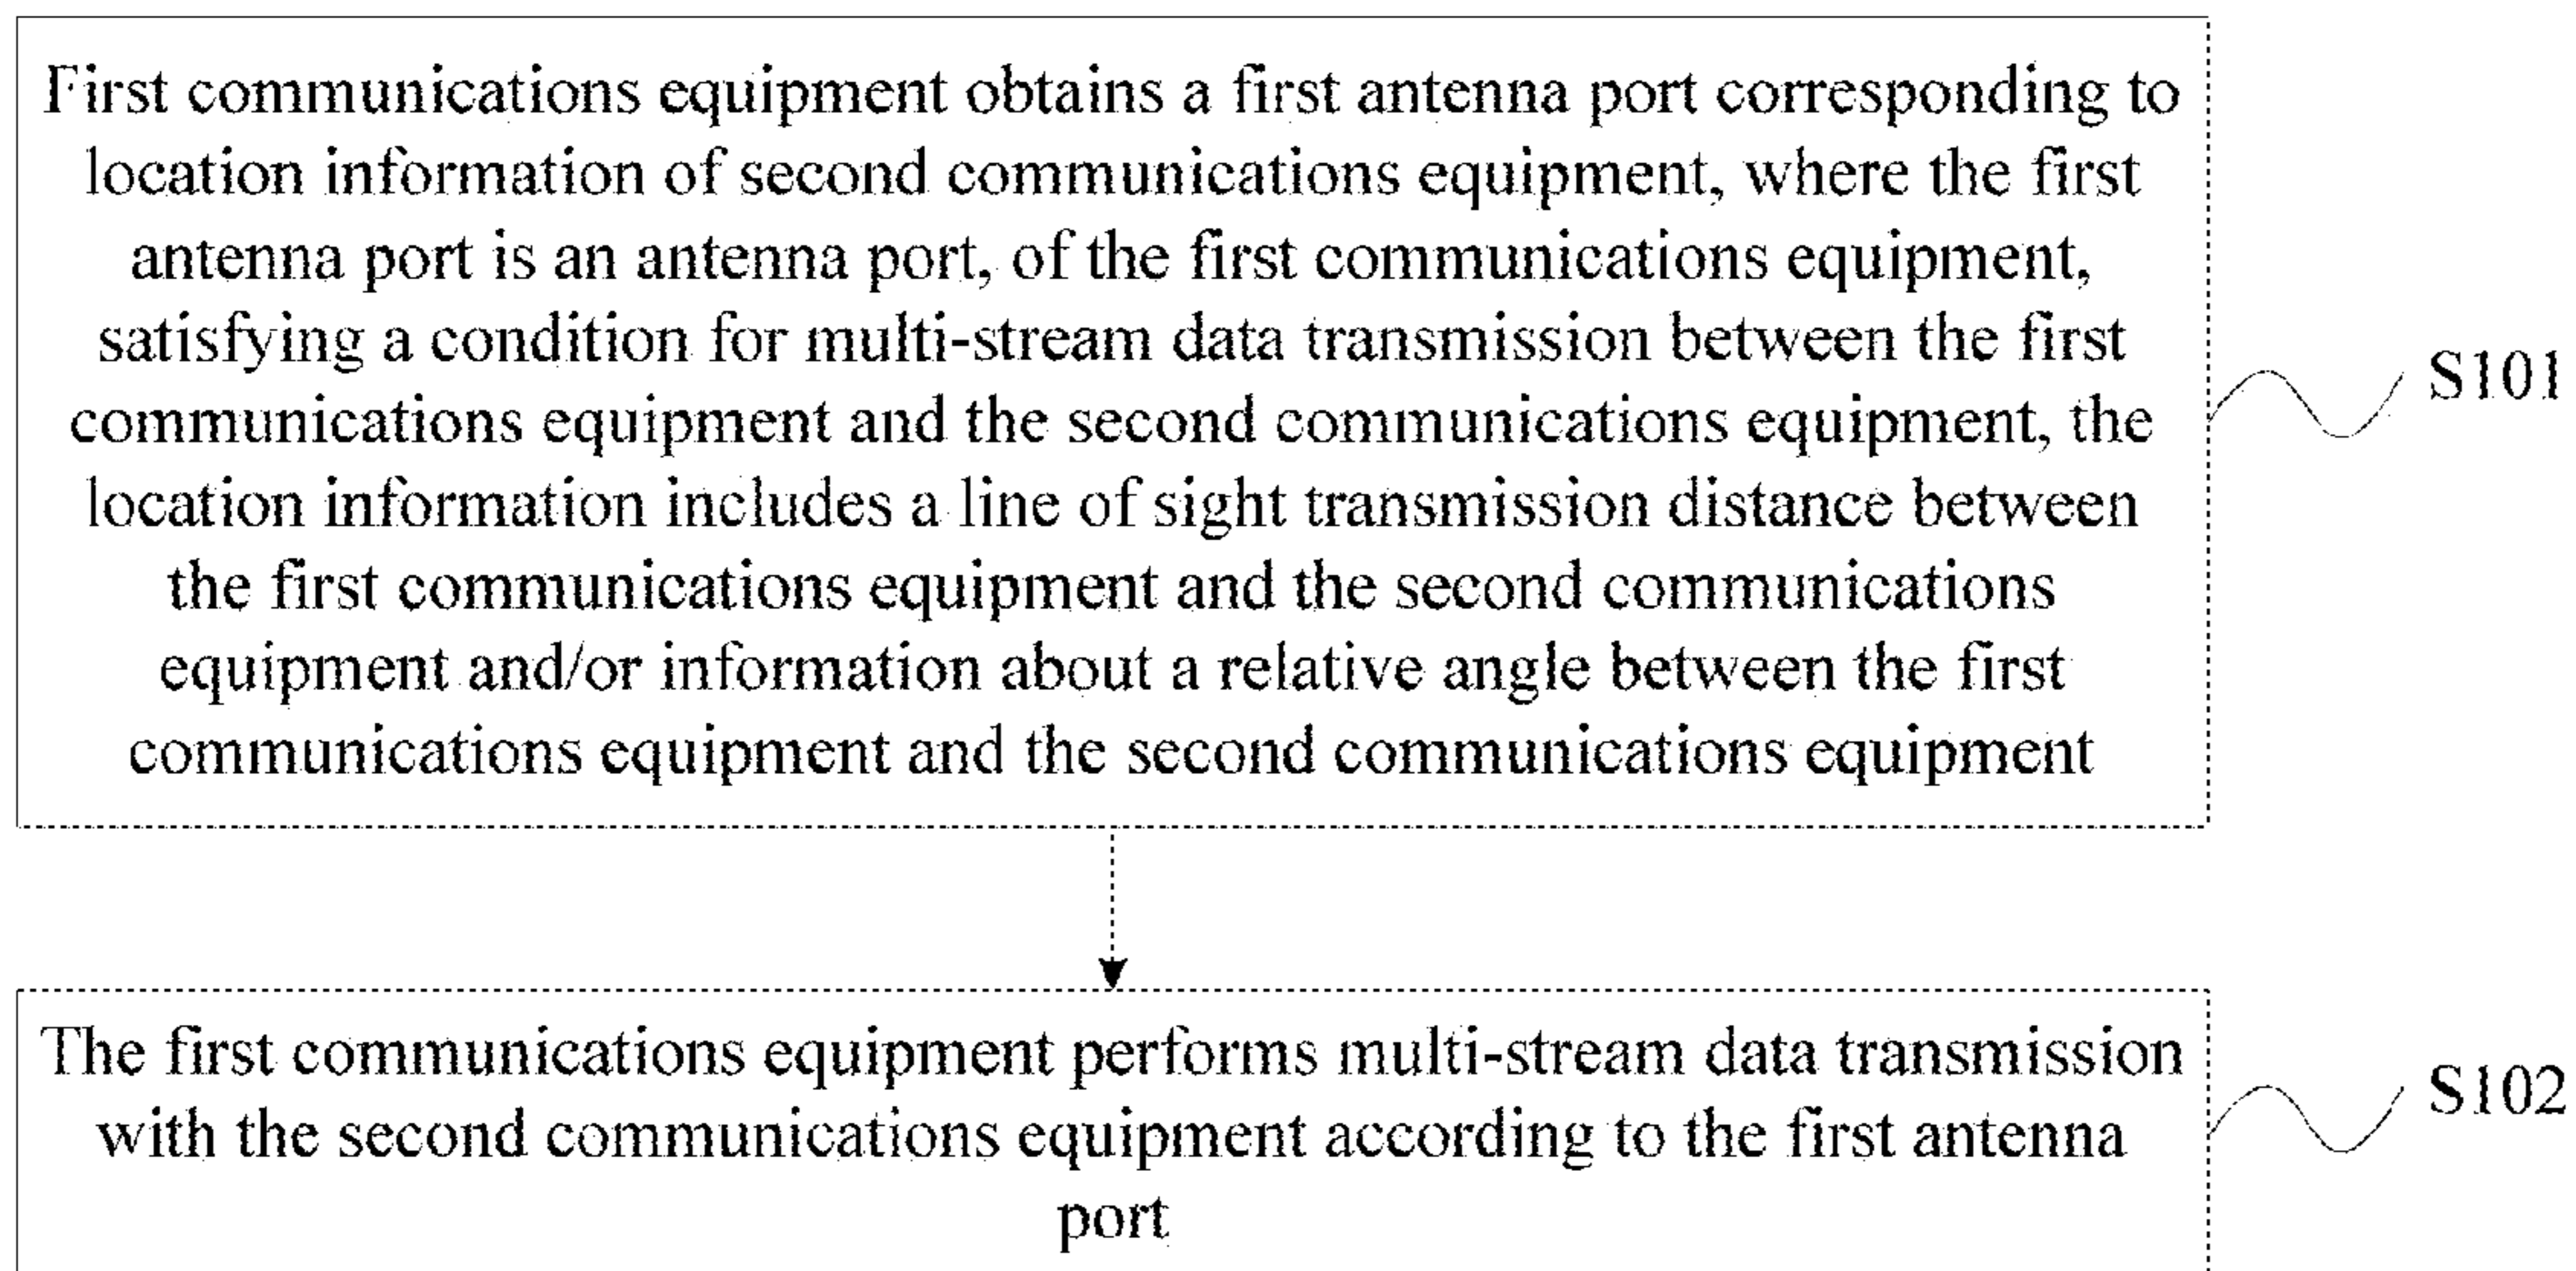 First communications equipment obtains a first antenna port corresponding to
location information of second communications equipment, where the first
antenna port is an antenna port, of the first communications equipment,
satisfying a condition for multi-stream data transmission between the first
communications equipment and the second communications equipment, the
location information includes a line of sight transmission distance between
the first communications equipment and the second communications
equipment and/or information about a relative angle between the first
communications equipment and the second communications equipment
S101
The first communications equipment performs multi-stream data transmission
with the second communications equipment according to the first antenna
port
S102